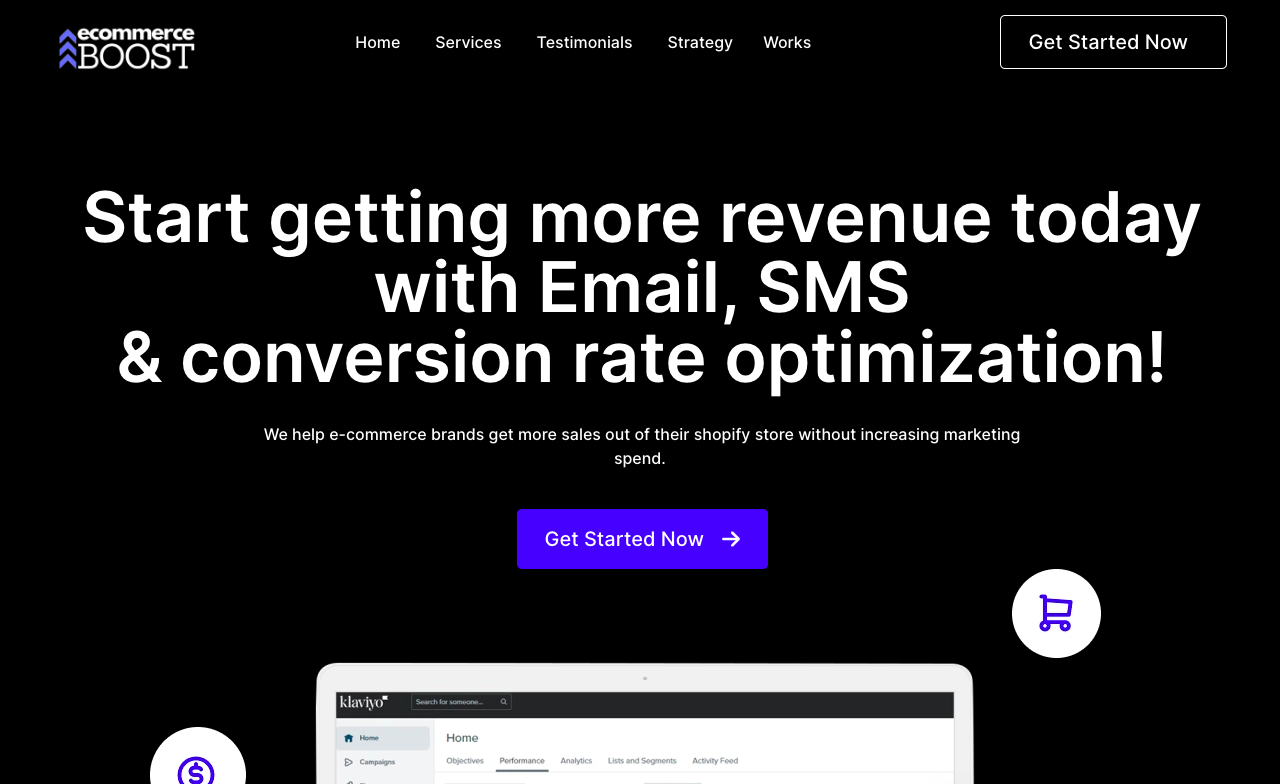 ecommerce
BOOST
Home
Services
Testimonials
Strategy
Works
Get Started Now
Start getting more revenue today
with Email, SMS
& conversion rate optimization!
We help e-commerce brands get more sales out of their shopify store without increasing marketing
spend.
Get Started Now
klaviyo
Search for someone...
Home
Campaigns
Home
Objectives
Performance
Analytics
Lists and Segments
Activity Feed